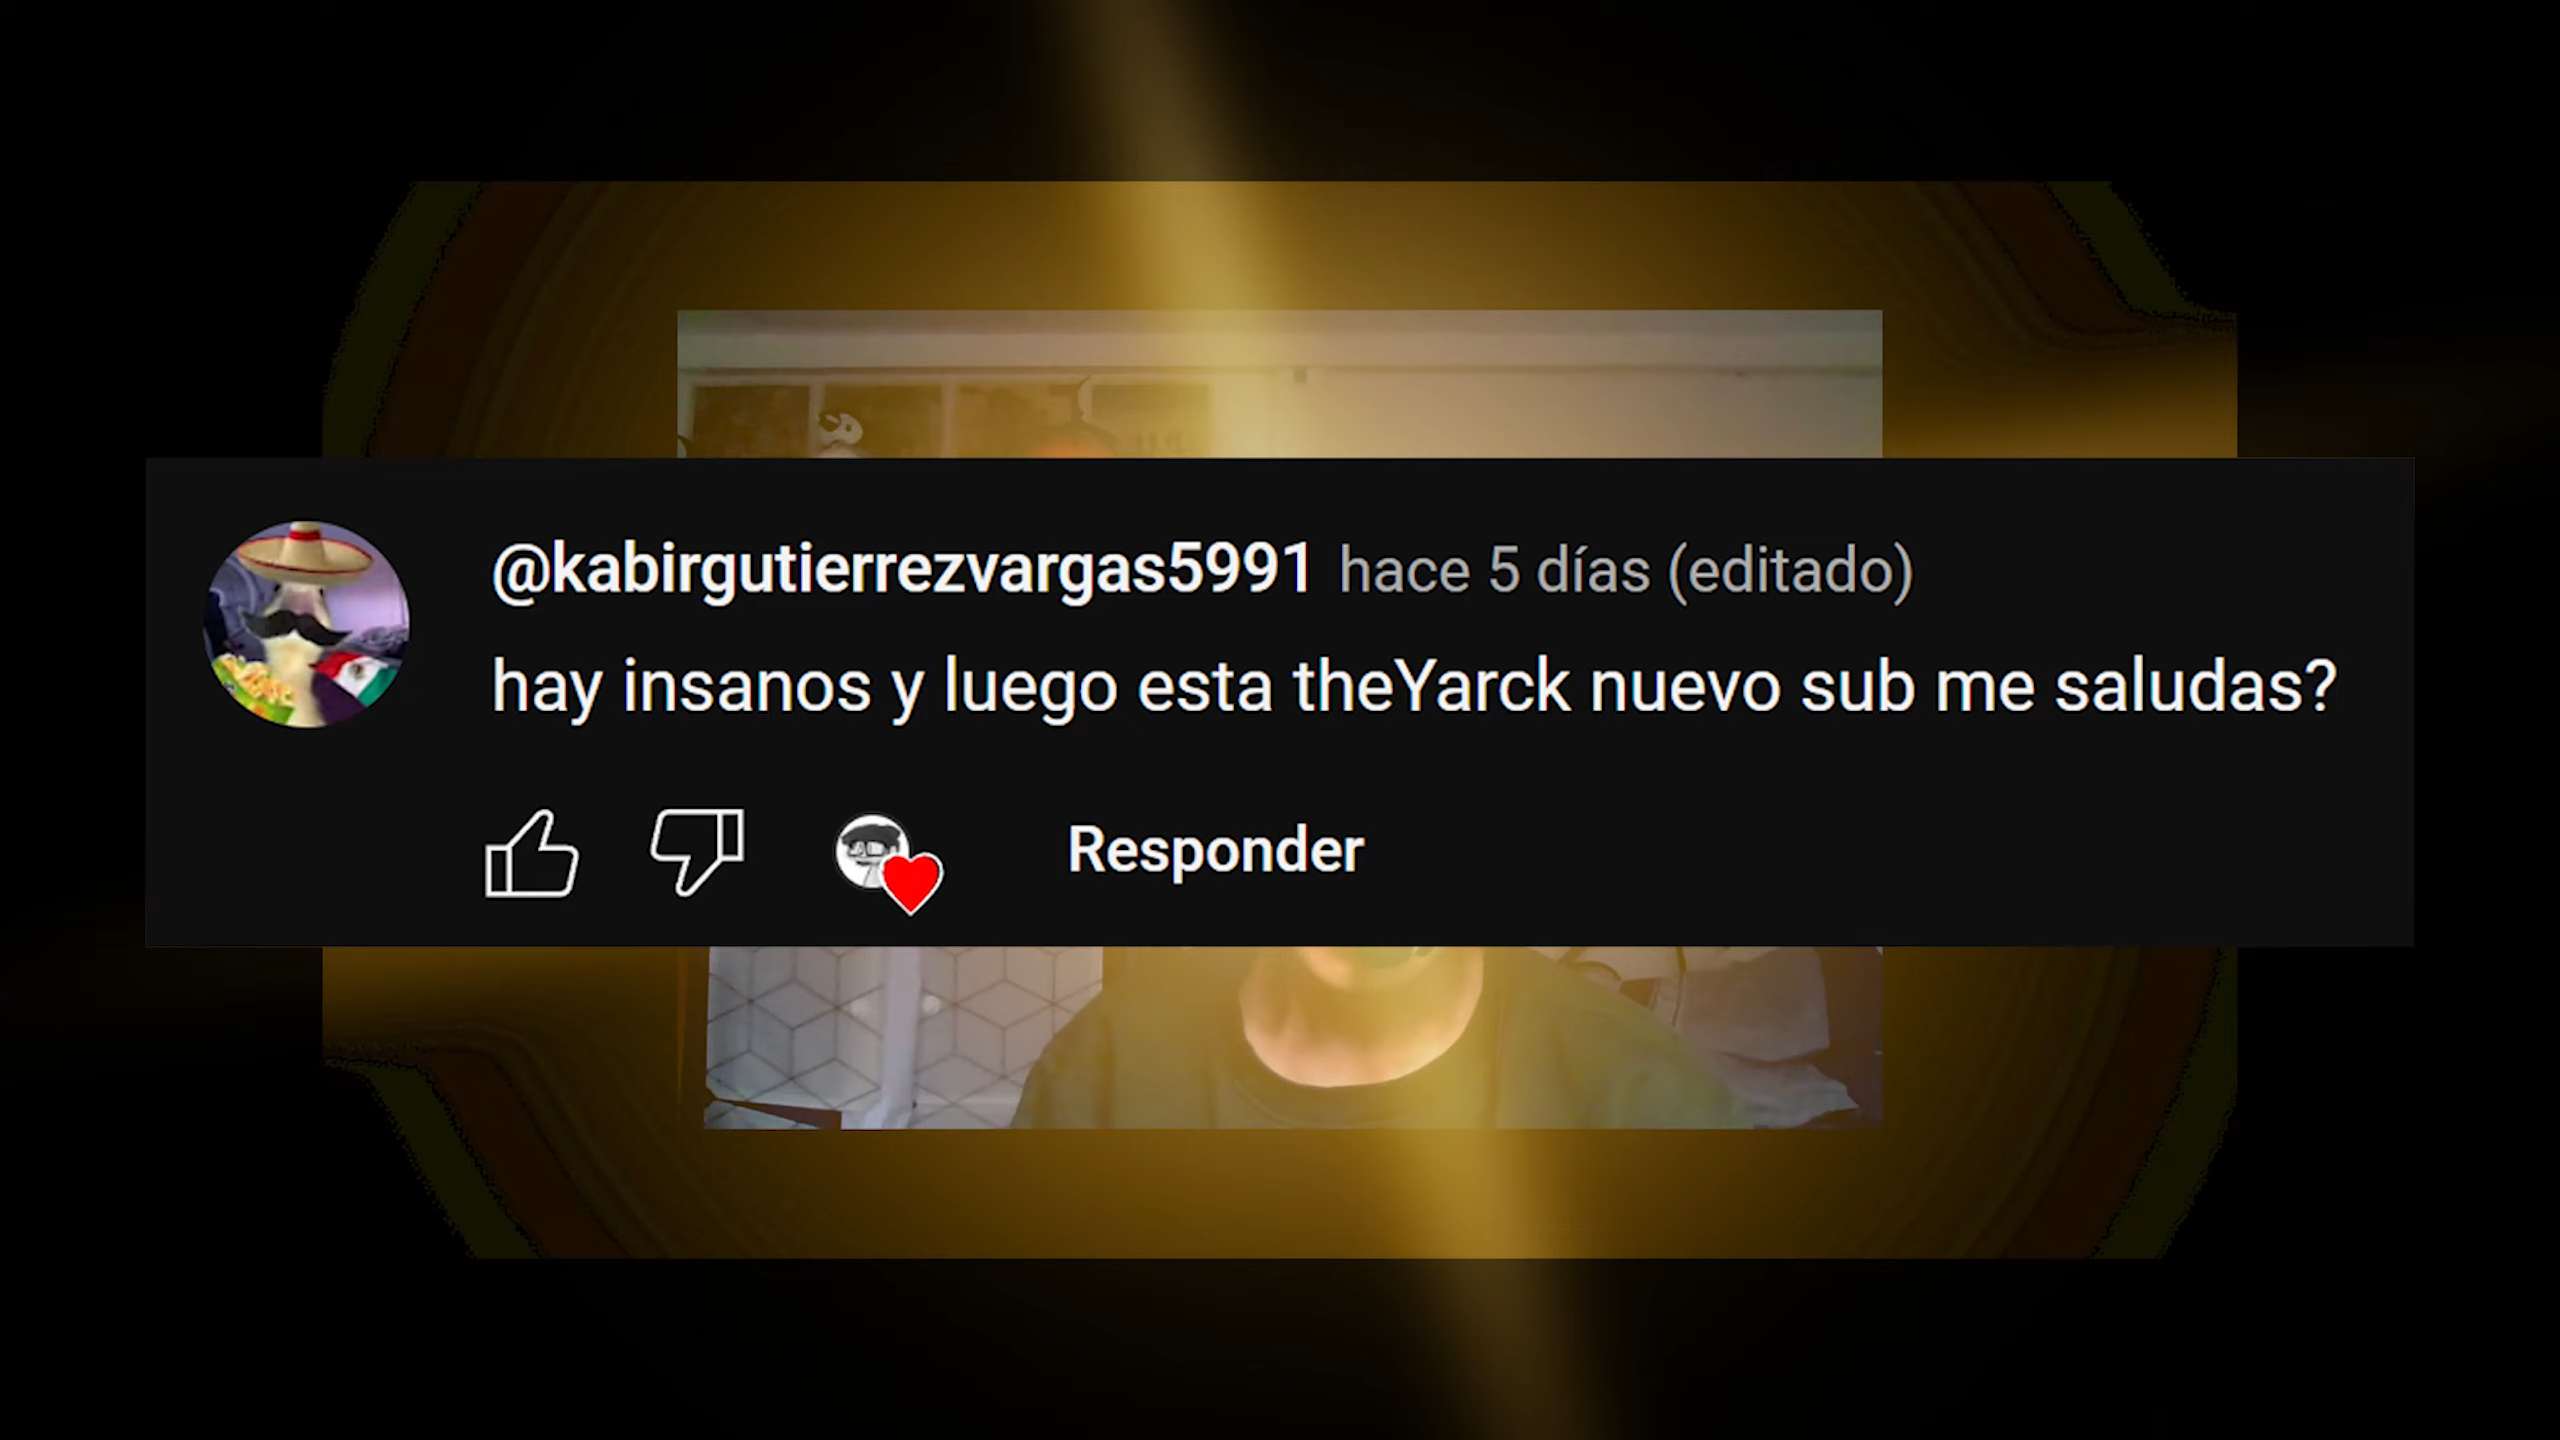 @kabirgutierrezvargas5991 hace 5 días (editado)
hay insanos y luego esta theYarck nuevo sub me saludas?
Responder